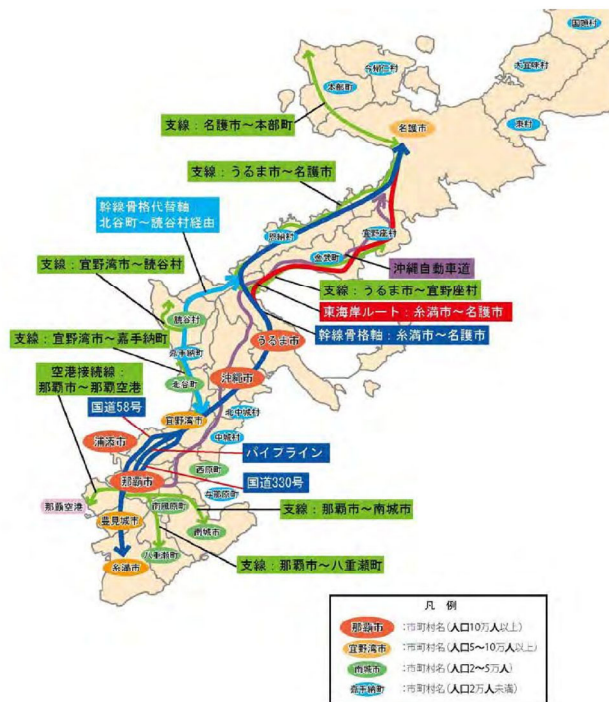 国頭村
大宜味村
東村
今帰仁村
本部町
支線：名護市～本部町
名護市
支線：うるま市～名護市
幹線骨格代替軸
北谷町～読谷村経由
恩納村
宜野座村
金武町
沖縄自動車道
支線：宜野湾市～読谷村
支線：うるま市～宜野座村
東海岸ルート：糸満市～名護市
読谷村
幹線骨格軸：糸満市～名護市
支線：宜野湾市～嘉手納町
嘉手納町
うるま市
空港接続線：
那覇市～那覇空港
北谷町
沖縄市
国道58号
宜野湾市
北中城村
浦添市
中城村
パイプライン
西原町
国道330号
那覇市
与那原町
那覇空港
南風原町
支線：那覇市～南城市
豊見城市
南城市
支線：那覇市～八重瀬町
八重瀬町
糸満市
凡　例
那覇市 ：市町村名（人口10万人以上）
宜野湾市 ：市町村名（人口5～10万人以上）
南城市 ：市町村名（人口2～5万人）
嘉手納町 ：市町村名（人口2万人未満）